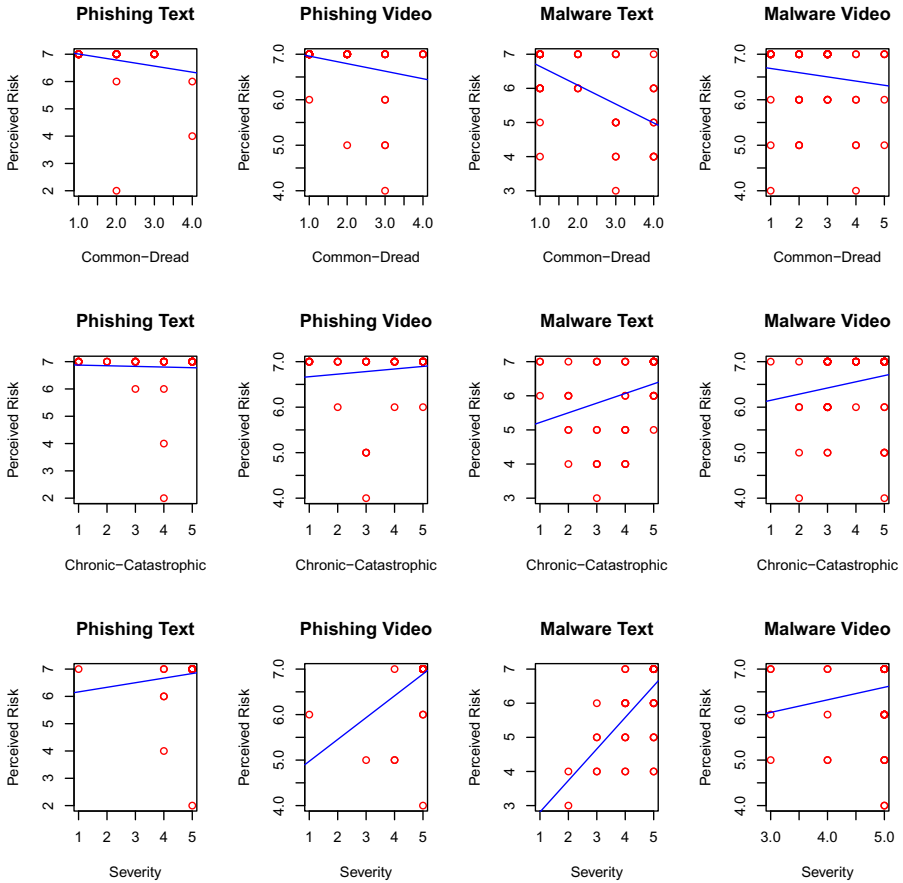 Phishing Text
Phishing Video
Malware Text
Malware Video
Perceived Risk
2 3 4 5 6 7
1.0 2.0 3.0 4.0
Common−Dread
Perceived Risk
4.0 5.0 6.0 7.0
1.0 2.0 3.0 4.0
Common−Dread
Perceived Risk
3 4 5 6 7
1.0 2.0 3.0 4.0
Common−Dread
Perceived Risk
4.0 5.0 6.0 7.0
1 2 3 4 5
Common−Dread
Phishing Text
Phishing Video
Malware Text
Malware Video
Perceived Risk
2 3 4 5 6 7
1 2 3 4 5
Chronic−Catastrophic
Perceived Risk
4.0 5.0 6.0 7.0
1 2 3 4 5
Chronic−Catastrophic
Perceived Risk
3 4 5 6 7
1 2 3 4 5
Chronic−Catastrophic
Perceived Risk
4.0 5.0 6.0 7.0
1 2 3 4 5
Chronic−Catastrophic
Phishing Text
Phishing Video
Malware Text
Malware Video
Perceived Risk
2 3 4 5 6 7
1 2 3 4 5
Severity
Perceived Risk
4.0 5.0 6.0 7.0
1 2 3 4 5
Severity
Perceived Risk
3 4 5 6 7
1 2 3 4 5
Severity
Perceived Risk
4.0 5.0 6.0 7.0
3.0 4.0 5.0
Severity